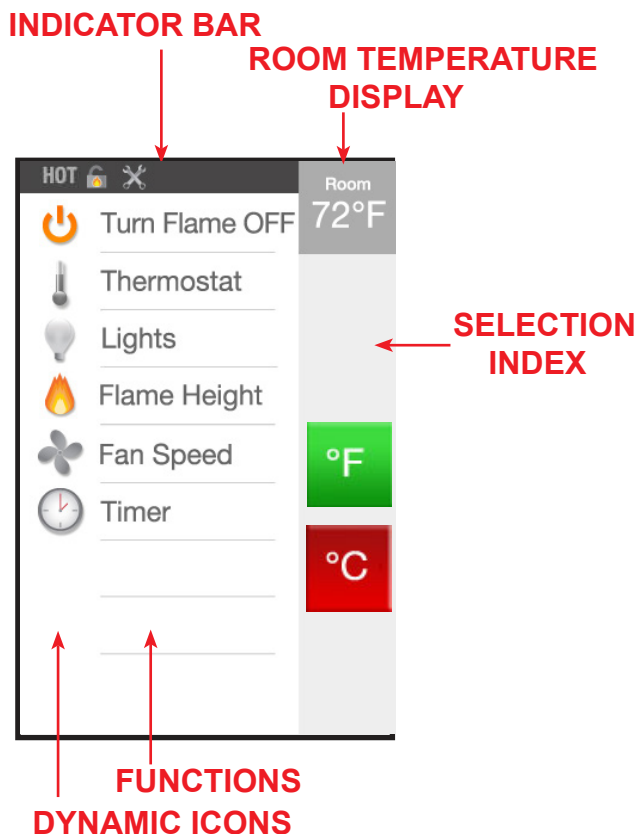 INDICATOR BAR
ROOM TEMPERATURE
DISPLAY
HOT
Room
72°F
Turn Flame OFF
Thermostat
Lights
Flame Height
Fan Speed
Timer
SELECTION
INDEX
°F
°C
FUNCTIONS
DYNAMIC ICONS